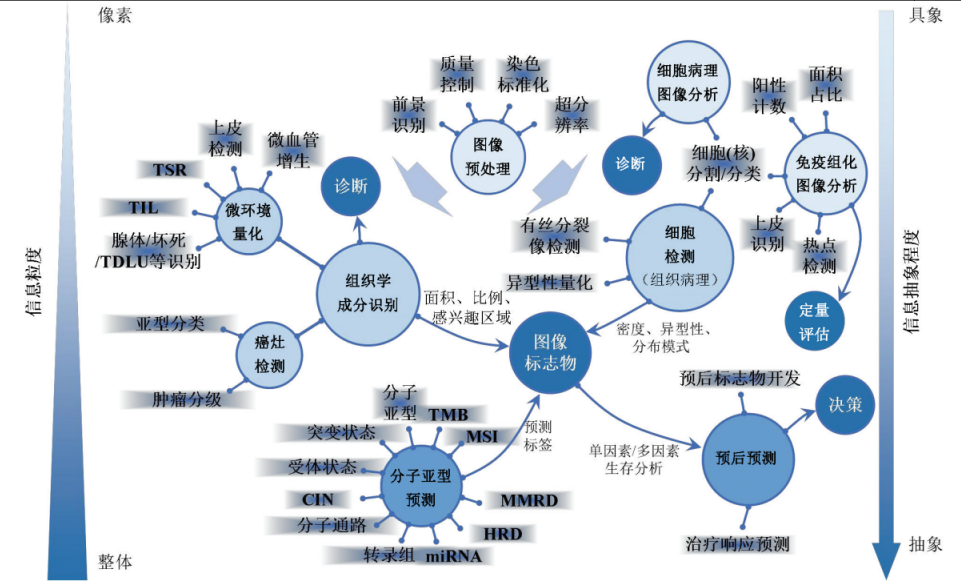 像素
具象
信息粒度
信息抽象程度
整体
抽象
质量
控制
染色
标准化
前景
识别
超分
辨率
图像
预处理
细胞病理
图像分析
诊断
细胞(核)
分割/分类
阳性
计数
面积
占比
免疫组化
图像分析
上皮
识别
热点
检测
定量
评估
上皮
检测
微血管
增生
TSR
TIL
腺体/坏死
/TDLU等识别
微环境
量化
诊断
组织学
成分识别
亚型分类
肿瘤分级
癌灶
检测
面积、比例、
感兴趣区域
有丝分裂
像检测
异型性量化
细胞
检测
(组织病理)
密度、异型性、
分布模式
图像
标志物
分子
亚型
TMB
MSI
突变状态
受体状态
CIN
分子通路
转录组
miRNA
HRD
MMRD
分子亚型
预测
预测
标签
单因素/多因素
生存分析
预后标志物开发
预后预测
治疗响应预测
决策